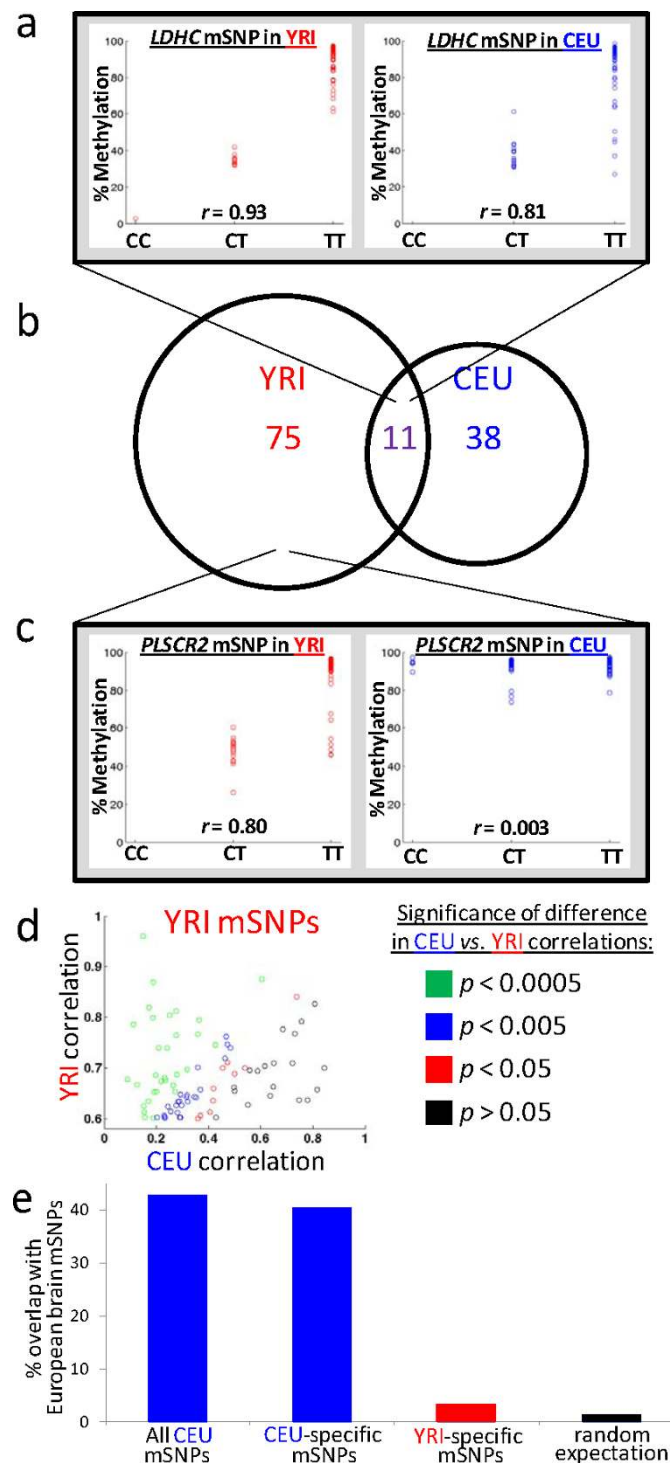 a
LDHC mSNP in YRI
% Methylation
100
80
60
40
20
0
r = 0.93
CC CT TT
LDHC mSNP in CEU
% Methylation
100
80
60
40
20
0
r = 0.81
CC CT TT
b
YRI
75
11
CEU
38
c
PLSCR2 mSNP in YRI
% Methylation
100
80
60
40
20
0
r = 0.80
CC CT TT
PLSCR2 mSNP in CEU
% Methylation
100
80
60
40
20
0
r = 0.003
CC CT TT
d
YRI mSNPs
YRI correlation
1
0.9
0.8
0.7
0.6
0 0.2 0.4 0.6 0.8 1
CEU correlation
Significance of difference
in CEU vs. YRI correlations:
p < 0.0005
p < 0.005
p < 0.05
p > 0.05
e
% overlap with
European brain mSNPs
40
30
20
10
0
All CEU
mSNPs
CEU-specific
mSNPs
YRI-specific
mSNPs
random
expectation